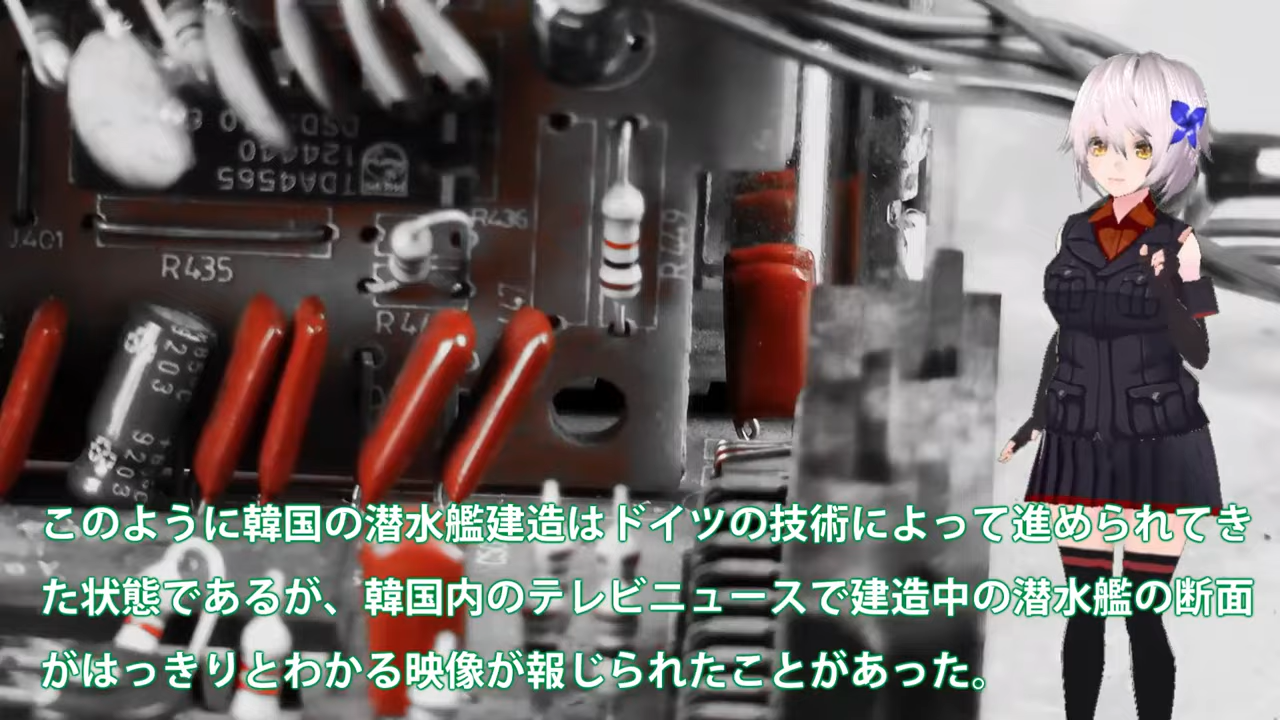 TDA4565
124440
J401
R435
R436
R449
203
9203
このように韓国の潜水艦建造はドイツの技術によって進められてき
た状態であるが、韓国内のテレビニュースで建造中の潜水艦の断面
がはっきりとわかる映像が報じられたことがあった。